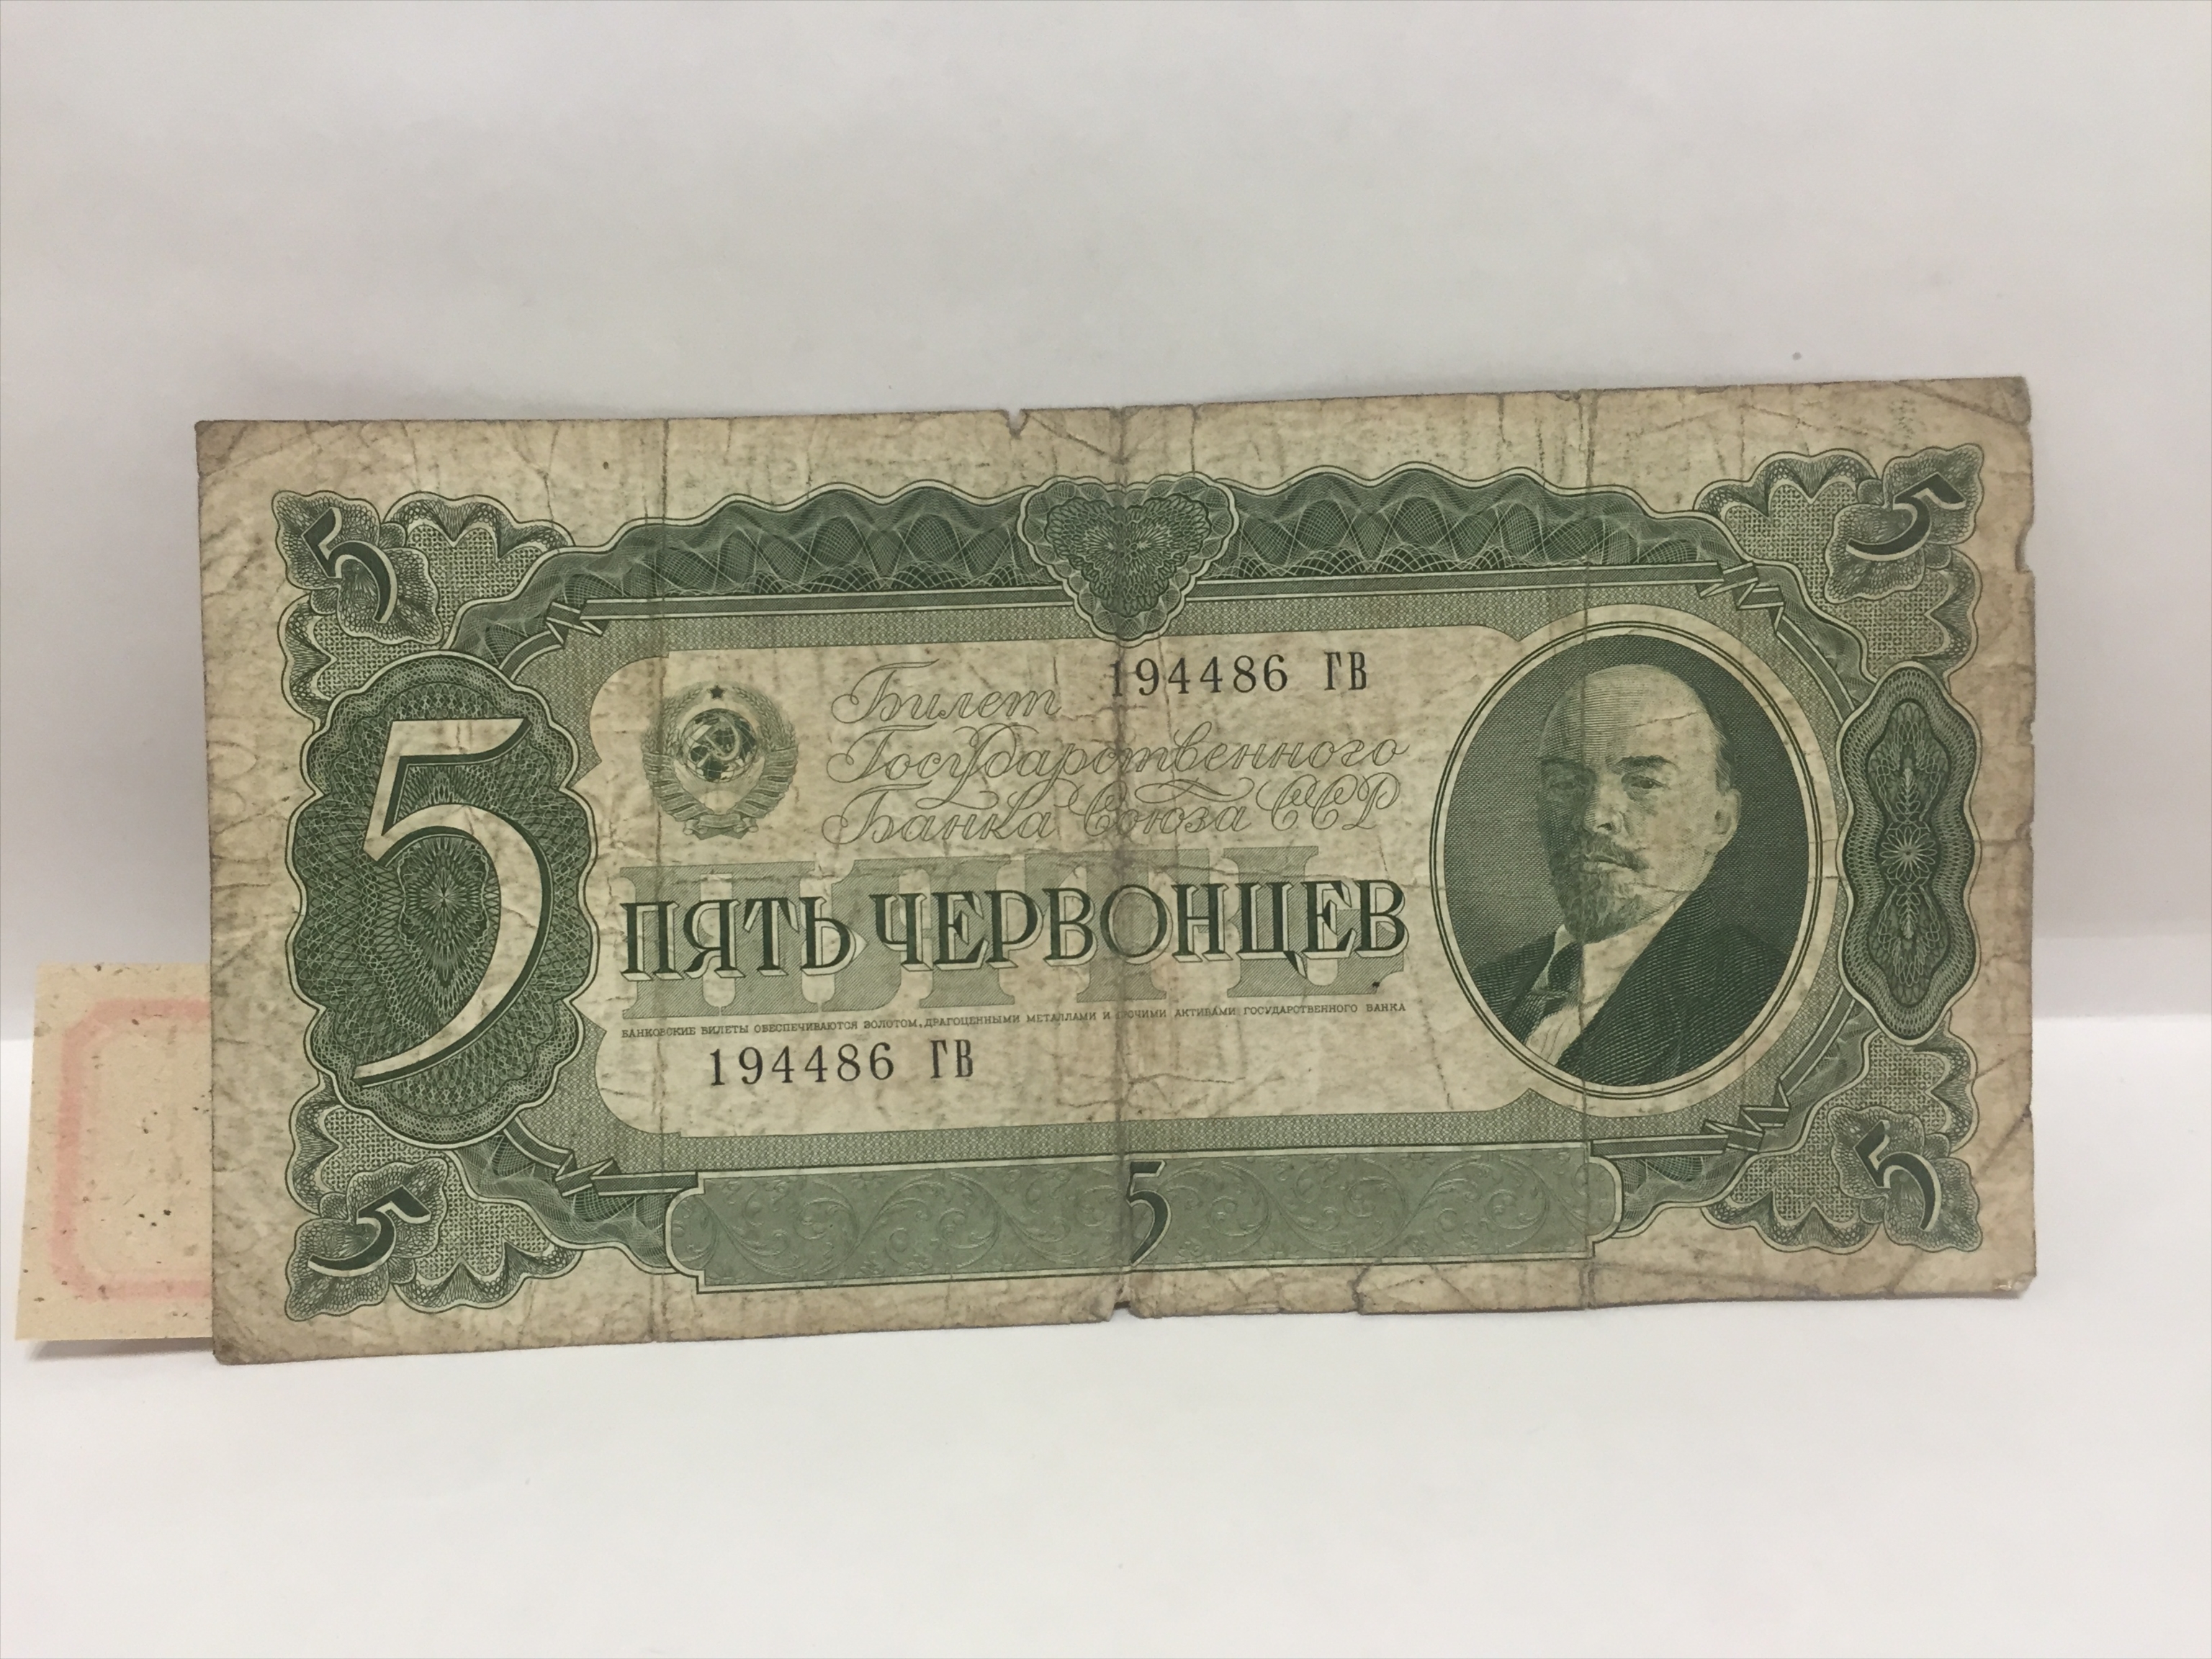 5 5
194486 ГВ
Билет
Государственного
Банка Союза ССР
5
ПЯТЬ
ПЯТЬ ЧЕРВОНЦЕВ
БАНКОВСКИЕ БИЛЕТЫ ОБЕСПЕЧИВАЮТСЯ ЗОЛОТОМ, ДРАГОЦЕННЫМИ МЕТАЛЛАМИ И ПРОЧИМИ АКТИВАМИ ГОСУДАРСТВЕННОГО БАНКА
194486 ГВ
5 5 5